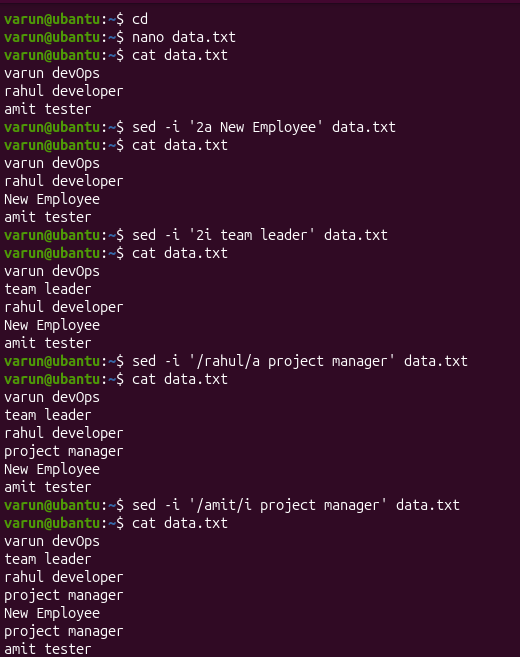 varun@ubantu:~$ cd
varun@ubantu:~$ nano data.txt
varun@ubantu:~$ cat data.txt
varun devOps
rahul developer
amit tester
varun@ubantu:~$ sed -i '2a New Employee' data.txt
varun@ubantu:~$ cat data.txt
varun devOps
rahul developer
New Employee
amit tester
varun@ubantu:~$ sed -i '2i team leader' data.txt
varun@ubantu:~$ cat data.txt
varun devOps
team leader
rahul developer
New Employee
amit tester
varun@ubantu:~$ sed -i '/rahul/a project manager' data.txt
varun@ubantu:~$ cat data.txt
varun devOps
team leader
rahul developer
project manager
New Employee
amit tester
varun@ubantu:~$ sed -i '/amit/i project manager' data.txt
varun@ubantu:~$ cat data.txt
varun devOps
team leader
rahul developer
project manager
New Employee
project manager
amit tester